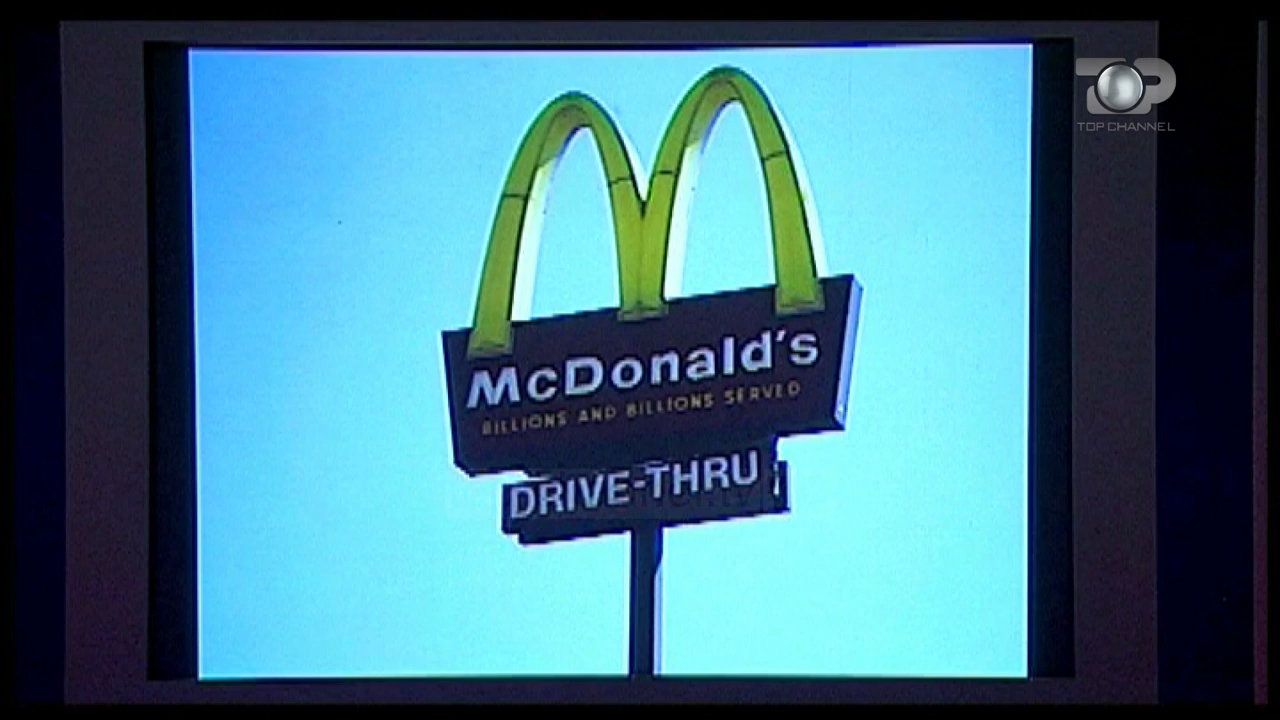 TOP CHANNEL
McDonald's
BILLIONS AND BILLIONS SERVED
DRIVE-THRU